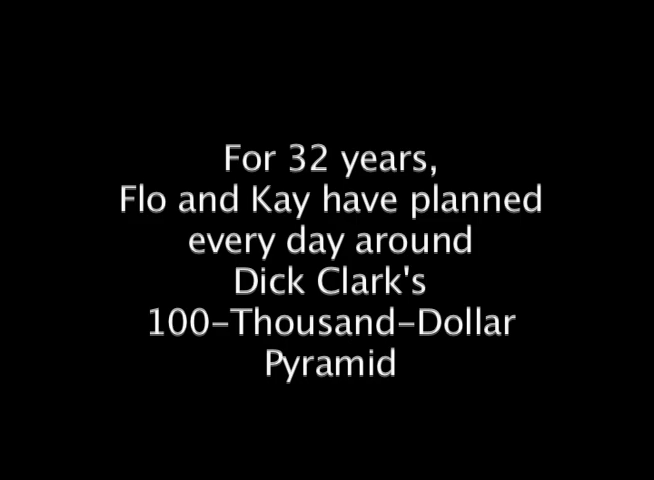 For 32 years,
Flo and Kay have planned
every day around
Dick Clark's
100-Thousand-Dollar
Pyramid